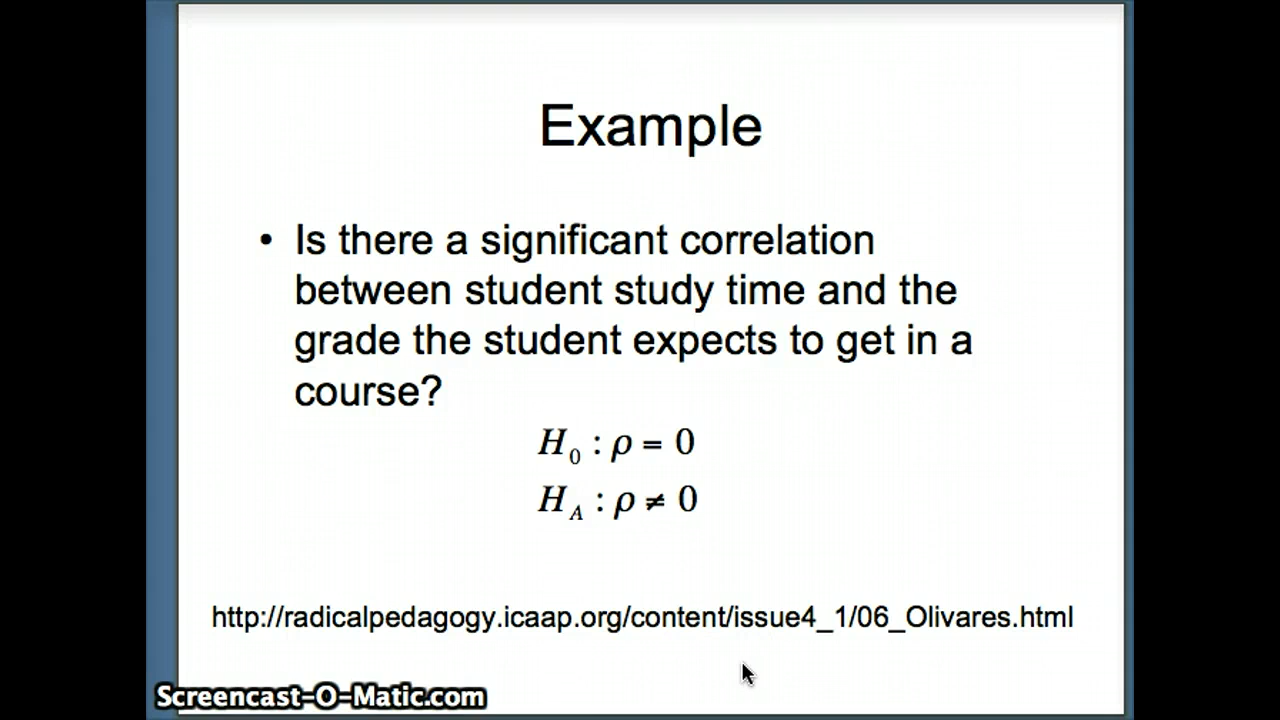 Example
• Is there a significant correlation
between student study time and the
grade the student expects to get in a
course?
H₀ : ρ = 0
H_A : ρ ≠ 0
http://radicalpedagogy.icaap.org/content/issue4_1/06_Olivares.html
Screencast-O-Matic.com